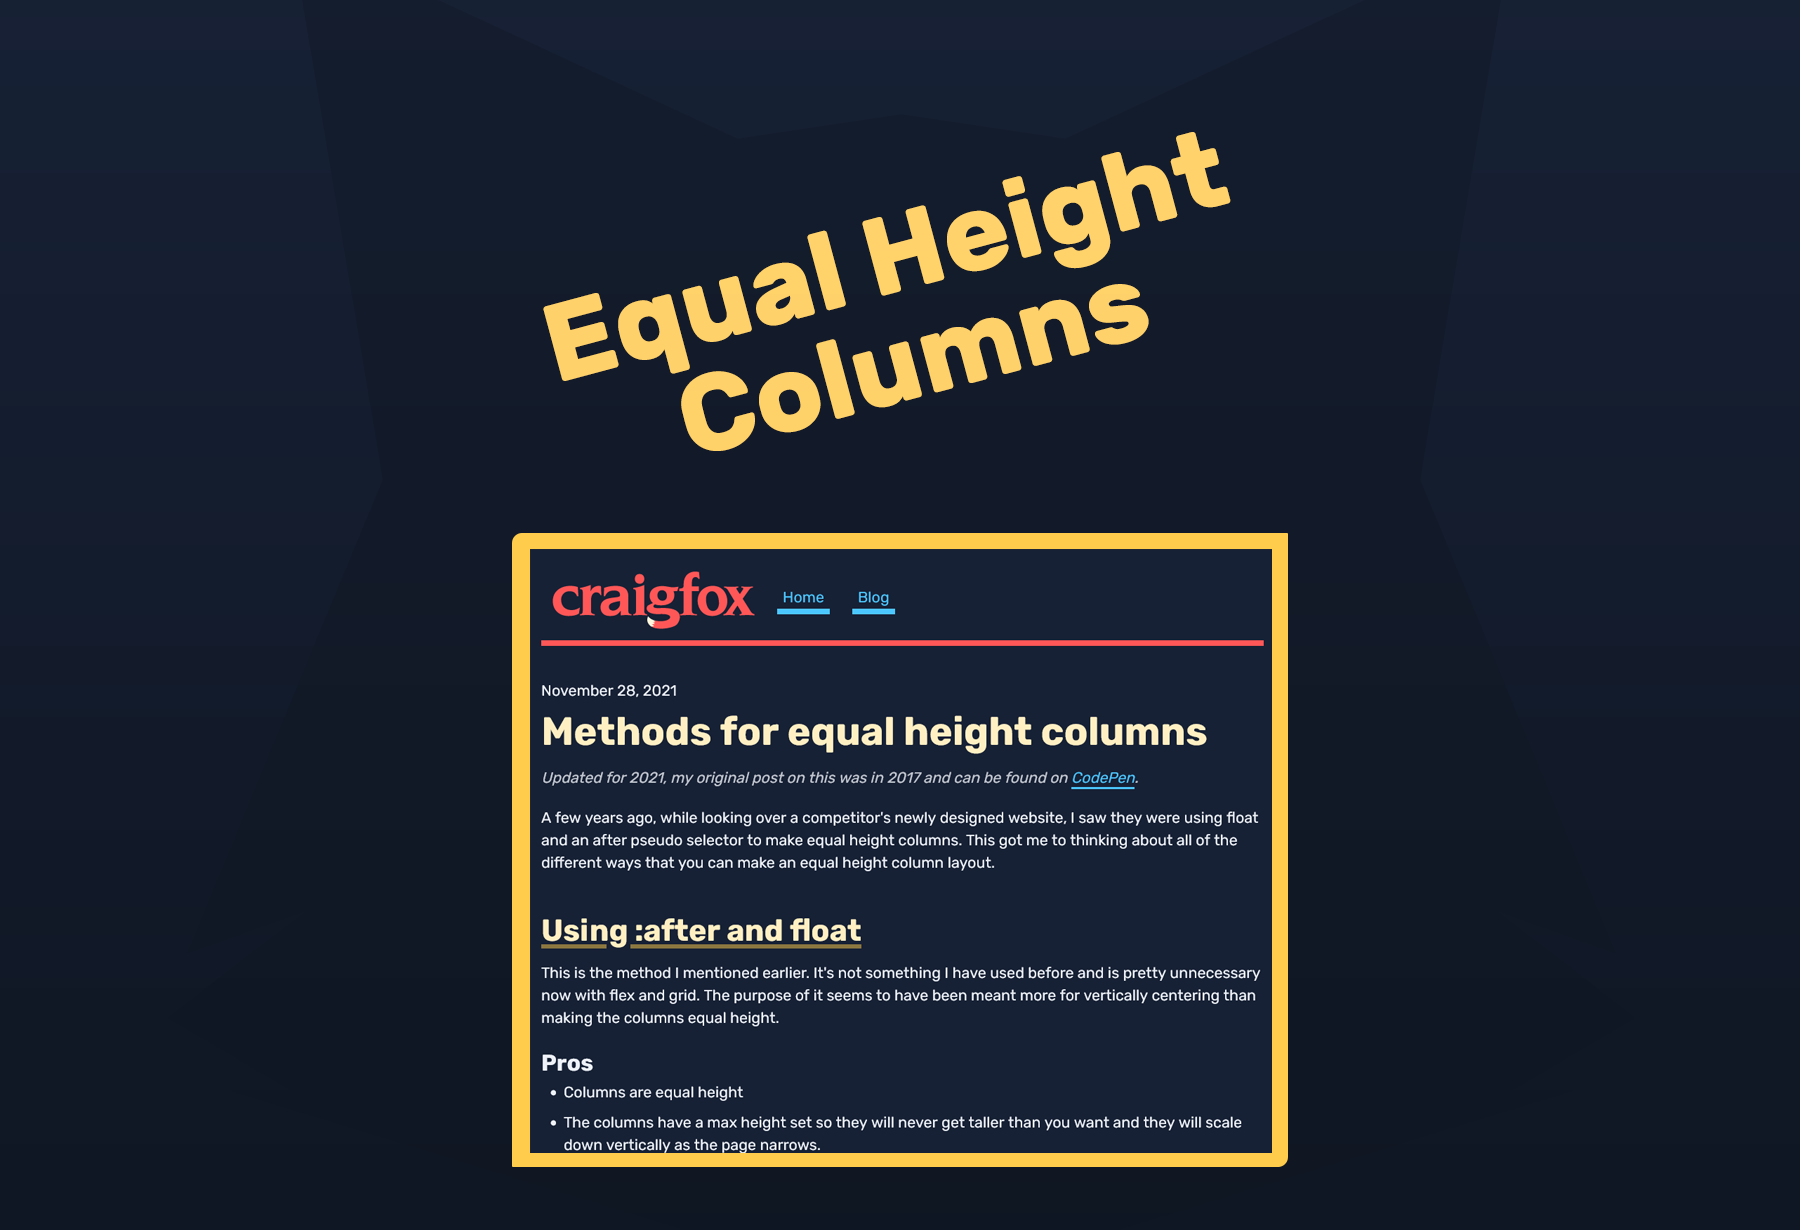 Equal Height
Columns
craigfox
Home
Blog
November 28, 2021
Methods for equal height columns
Updated for 2021, my original post on this was in 2017 and can be found on CodePen.
A few years ago, while looking over a competitor's newly designed website, I saw they were using float
and an after pseudo selector to make equal height columns. This got me to thinking about all of the
different ways that you can make an equal height column layout.
Using :after and float
This is the method I mentioned earlier. It's not something I have used before and is pretty unnecessary
now with flex and grid. The purpose of it seems to have been meant more for vertically centering than
making the columns equal height.
Pros
• Columns are equal height
• The columns have a max height set so they will never get taller than you want and they will scale
down vertically as the page narrows.